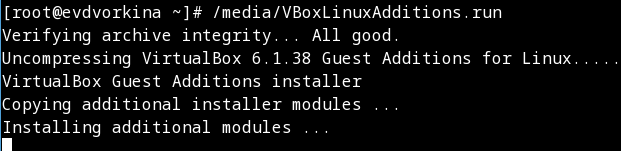 [root@evdvorkina ~]# /media/VBoxLinuxAdditions.run
Verifying archive integrity... All good.
Uncompressing VirtualBox 6.1.38 Guest Additions for Linux.....
VirtualBox Guest Additions installer
Copying additional installer modules ...
Installing additional modules ...